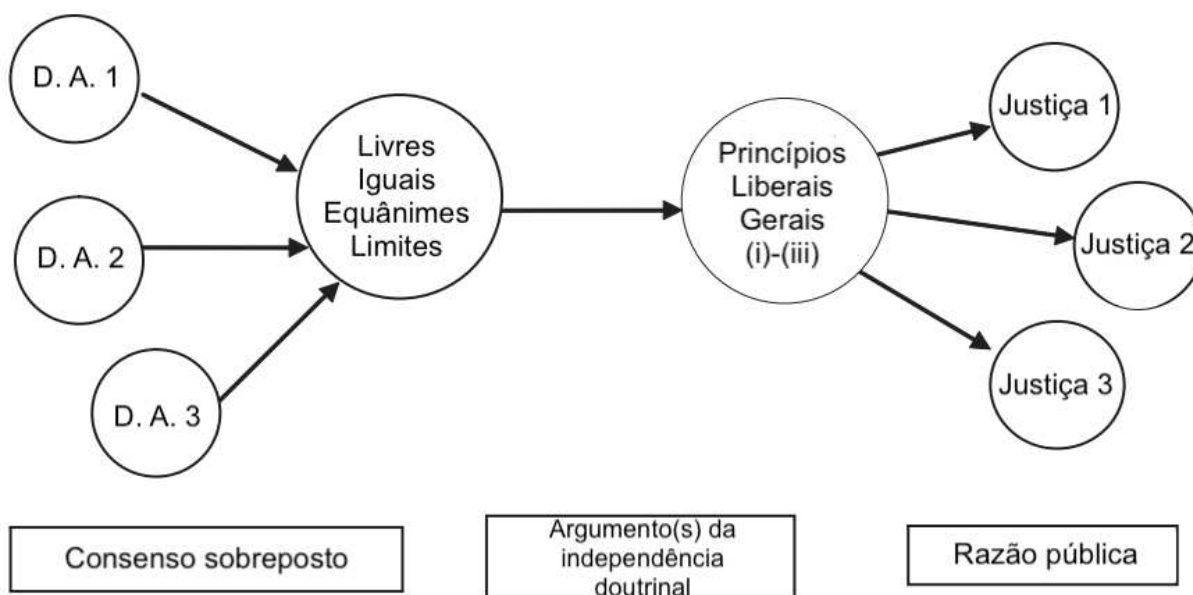 D. A. 1
D. A. 2
D. A. 3
Livres
Iguais
Equânimes
Limites
Princípios
Liberais
Gerais
(i)-(iii)
Justiça 1
Justiça 2
Justiça 3
Consenso sobreposto
Argumento(s) da
independência
doutrinal
Razão pública